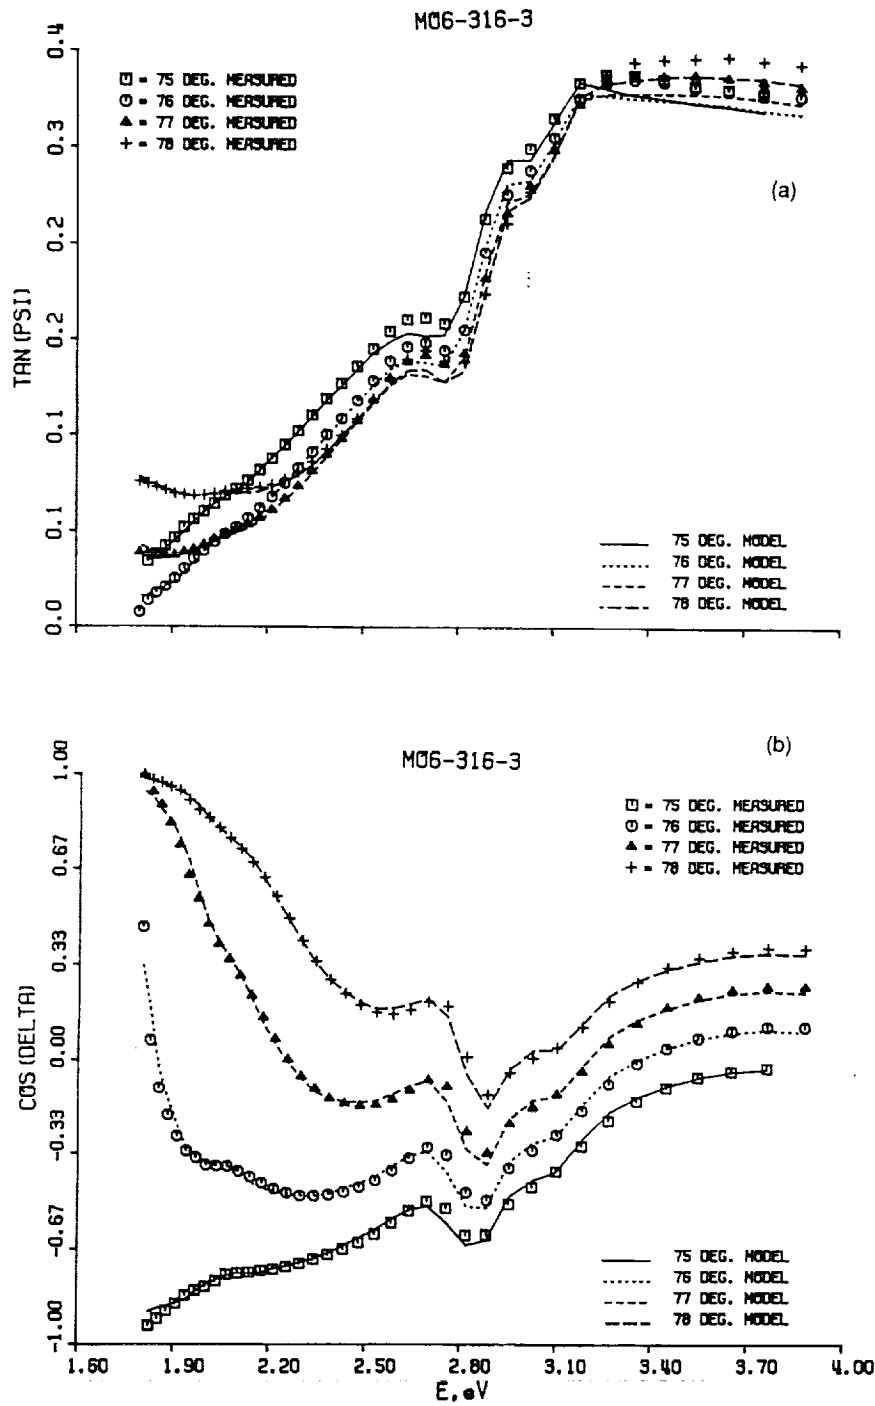 MO6-316-3
0.4
= 75 DEG. MEASURED
= 76 DEG. MEASURED
= 77 DEG. MEASURED
= 78 DEG. MEASURED
0.3
(a)
0.2
TAN (PSI)
0.2
0.1
0.1
75 DEG. MODEL
76 DEG. MODEL
77 DEG. MODEL
78 DEG. MODEL
0.0
(b)
MO6-316-3
1.00
= 75 DEG. MEASURED
= 76 DEG. MEASURED
= 77 DEG. MEASURED
= 78 DEG. MEASURED
0.67
0.33
COS (DELTA)
0.00
-0.33
-0.67
75 DEG. MODEL
76 DEG. MODEL
77 DEG. MODEL
78 DEG. MODEL
-1.00
1.60 1.90 2.20 2.50 2.80 3.10 3.40 3.70 4.00
E, eV